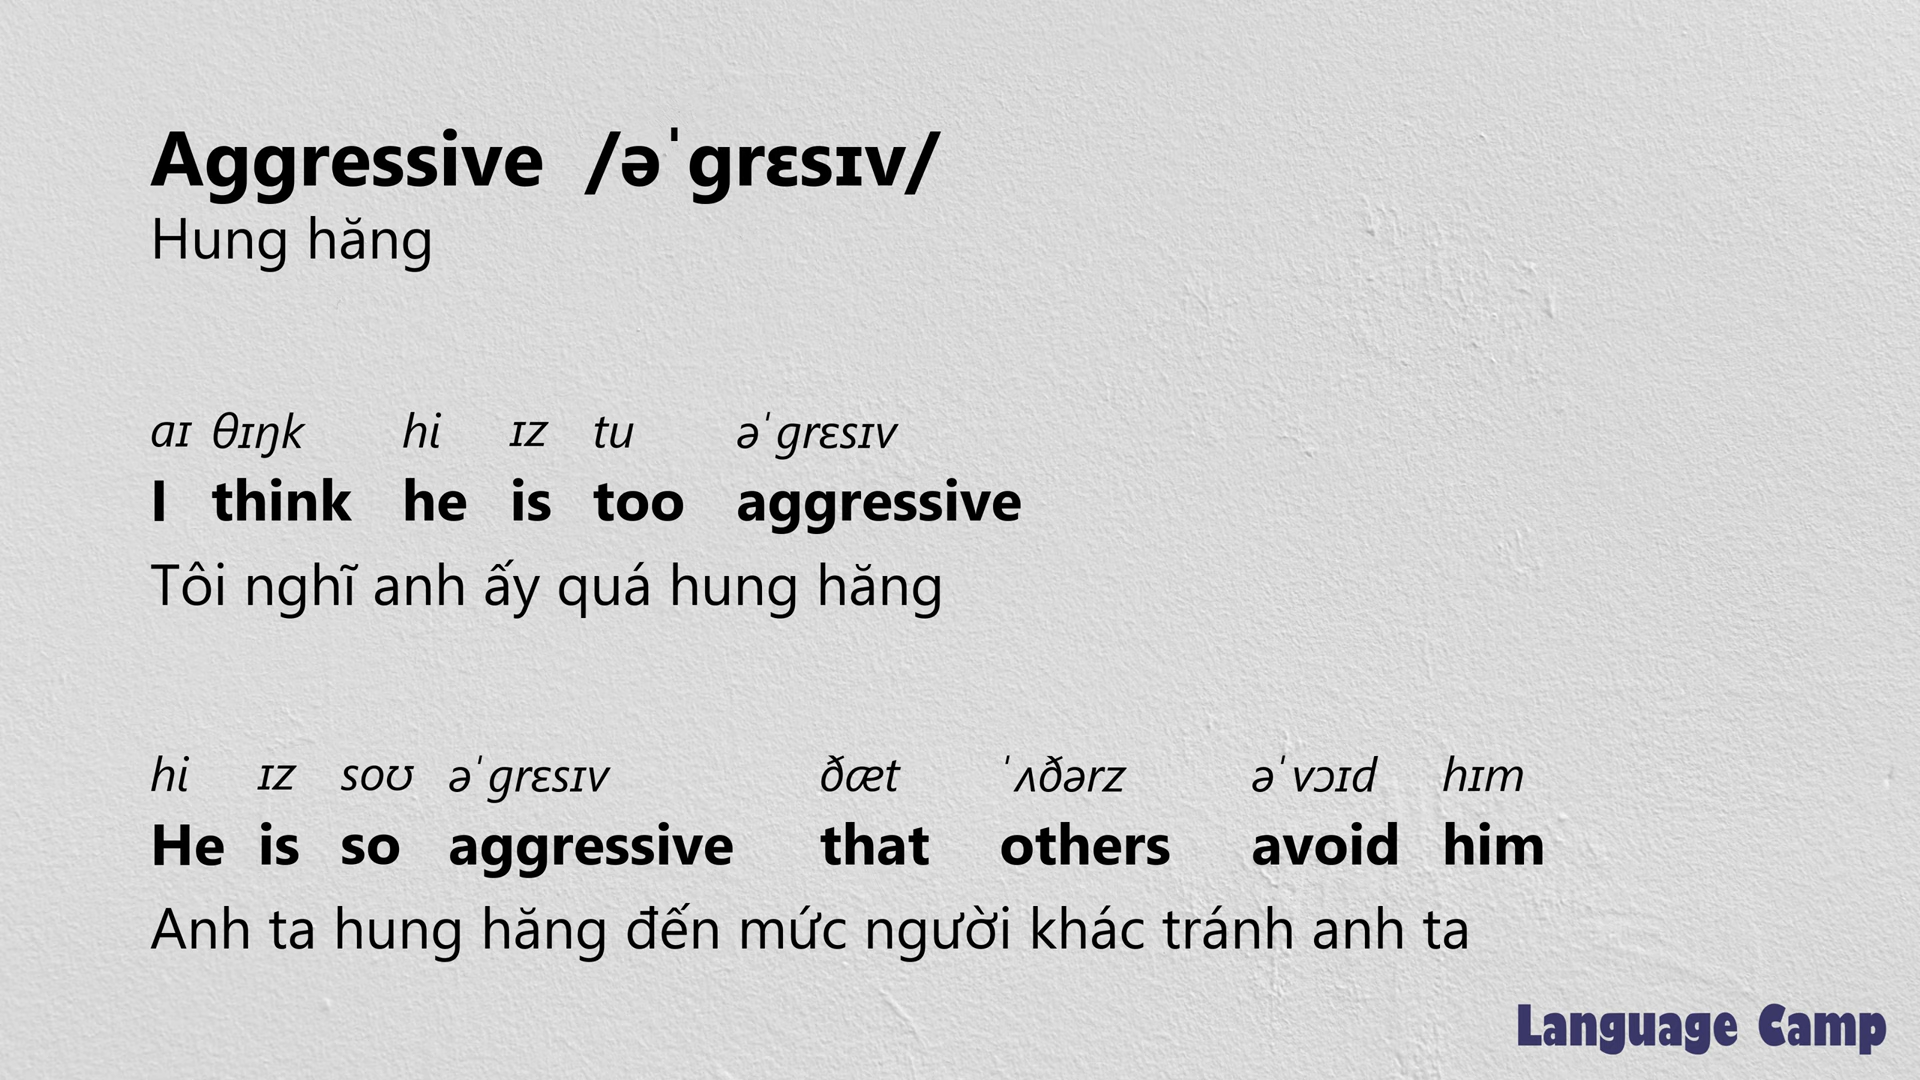 Aggressive /əˈgrɛsɪv/
Hung hăng
aɪ θɪŋk hi ɪz tu əˈgrɛsɪv
I think he is too aggressive
Tôi nghĩ anh ấy quá hung hăng
hi ɪz soʊ əˈgrɛsɪv ðæt ˈʌðərz əˈvɔɪd hɪm
He is so aggressive that others avoid him
Anh ta hung hăng đến mức người khác tránh anh ta
Language Camp